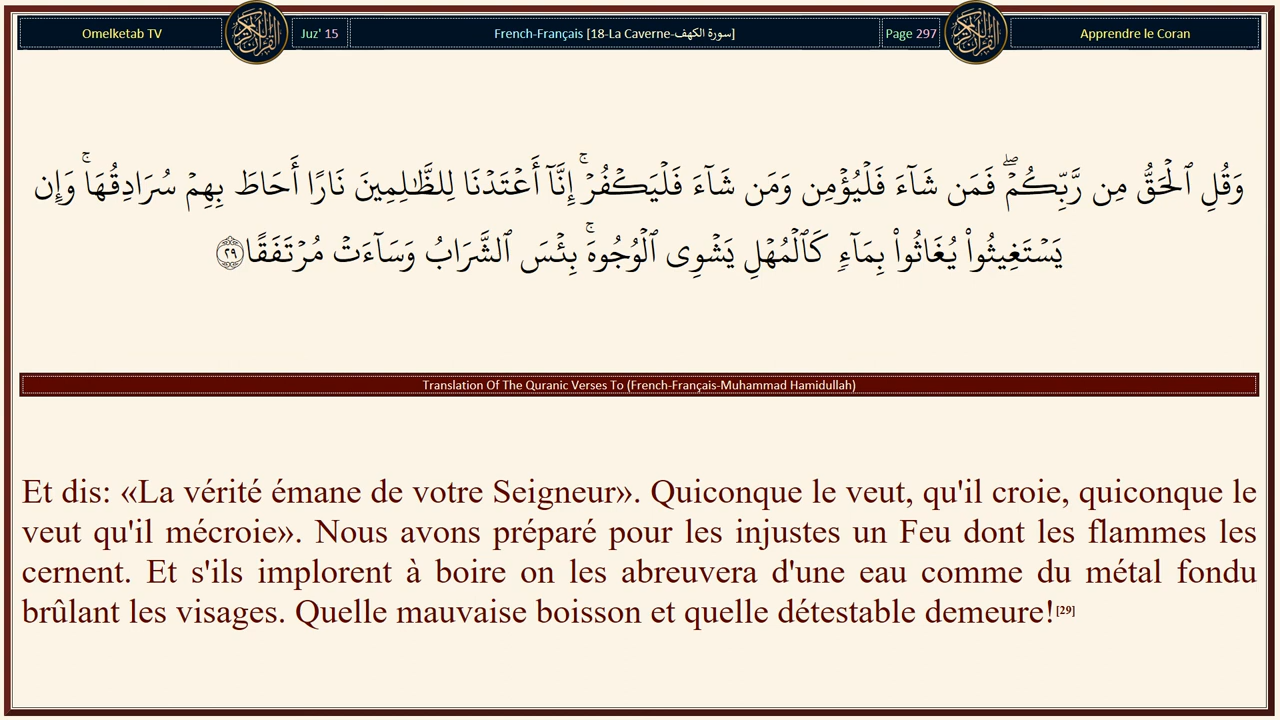 Omelketab TV
Juz' 15
French-Français [18-La Caverne-سورة الكهف]
Page 297
Apprendre le Coran
وَقُلِ ٱلۡحَقُّ مِن رَّبِّكُمۡۖ فَمَن شَآءَ فَلۡيُؤۡمِن وَمَن شَآءَ فَلۡيَكۡفُرۡۚ إِنَّآ أَعۡتَدۡنَا لِلظَّٰلِمِينَ نَارًا أَحَاطَ بِهِمۡ سُرَادِقُهَاۚ وَإِن
يَسۡتَغِيثُواْ يُغَاثُواْ بِمَآءٖ كَٱلۡمُهۡلِ يَشۡوِى ٱلۡوُجُوهَۚ بِئۡسَ ٱلشَّرَابُ وَسَآءَتۡ مُرۡتَفَقًا ٢٩
Translation Of The Quranic Verses To (French-Français-Muhammad Hamidullah)
Et dis: «La vérité émane de votre Seigneur». Quiconque le veut, qu'il croie, quiconque le
veut qu'il mécroie». Nous avons préparé pour les injustes un Feu dont les flammes les
cernent. Et s'ils implorent à boire on les abreuvera d'une eau comme du métal fondu
brûlant les visages. Quelle mauvaise boisson et quelle détestable demeure![29]